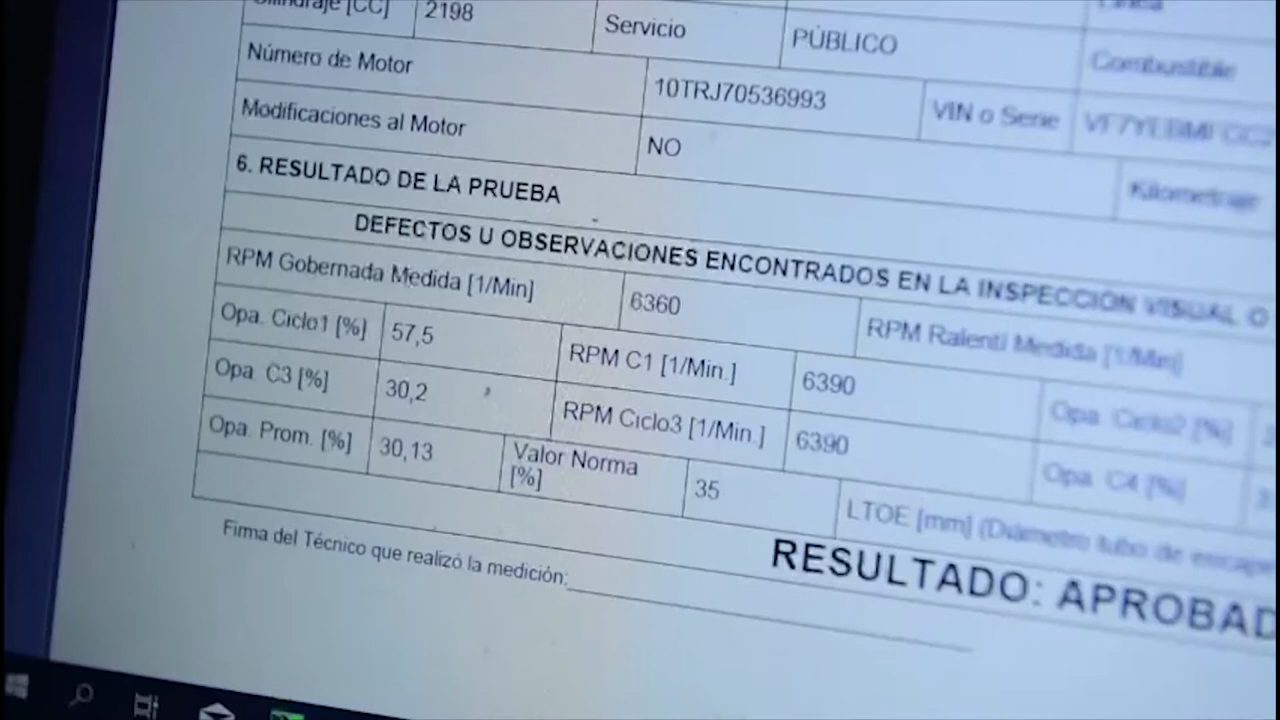 Cilindraje [CC] 2198 Servicio PÚBLICO Combustible
Número de Motor 10TRJ70536993 VIN o Serie
Modificaciones al Motor NO Kilometraje
6. RESULTADO DE LA PRUEBA
DEFECTOS U OBSERVACIONES ENCONTRADOS EN LA INSPECCIÓN VISUAL O
RPM Gobernada Medida [1/Min] 6360 RPM Ralentí Medida [1/Min]
Opa. Ciclo1 [%] 57,5 RPM C1 [1/Min.] 6390 Opa. Ciclo2 [%]
Opa. C3 [%] 30,2 RPM Ciclo3 [1/Min.] 6390 Opa. C4 [%]
Opa. Prom. [%] 30,13 Valor Norma [%] 35 LTOE [mm] (Diámetro tubo de escape
RESULTADO: APROBAD
Firma del Técnico que realizó la medición: